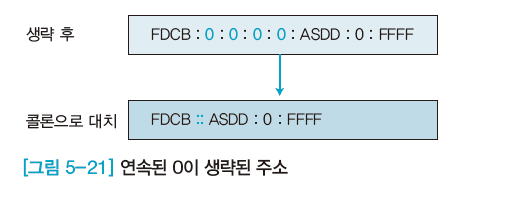 생략 후 FDCB : 0 : 0 : 0 : 0 : ASDD : 0 : FFFF
콜론으로 대치 FDCB :: ASDD : 0 : FFFF
[그림 5-21] 연속된 0이 생략된 주소